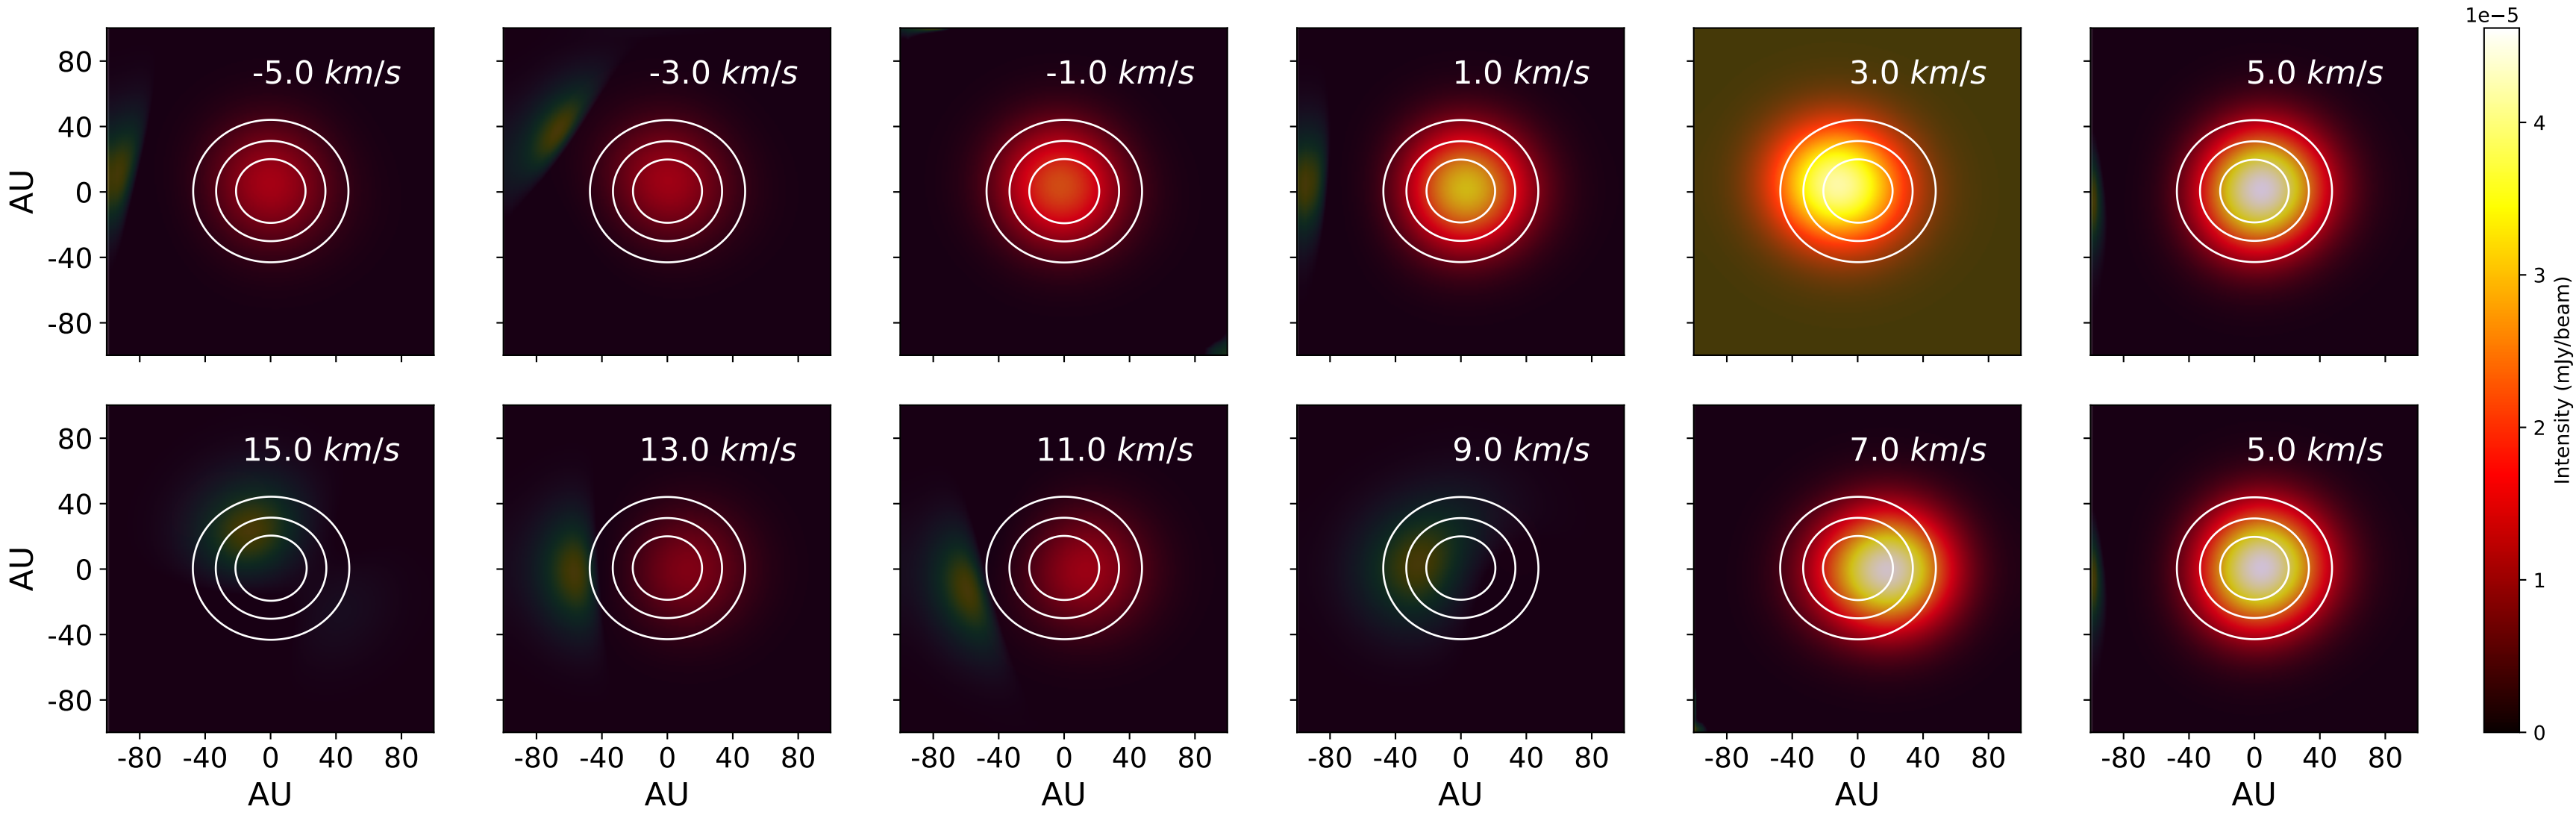 1e−5
-5.0 km/s
-3.0 km/s
-1.0 km/s
1.0 km/s
3.0 km/s
5.0 km/s
80
40
0
-40
-80
AU
15.0 km/s
13.0 km/s
11.0 km/s
9.0 km/s
7.0 km/s
5.0 km/s
80
40
0
-40
-80
AU
-80 -40 0 40 80
-80 -40 0 40 80
-80 -40 0 40 80
-80 -40 0 40 80
-80 -40 0 40 80
-80 -40 0 40 80
AU
AU
AU
AU
AU
AU
4
3
2
1
0
Intensity (mJy/beam)